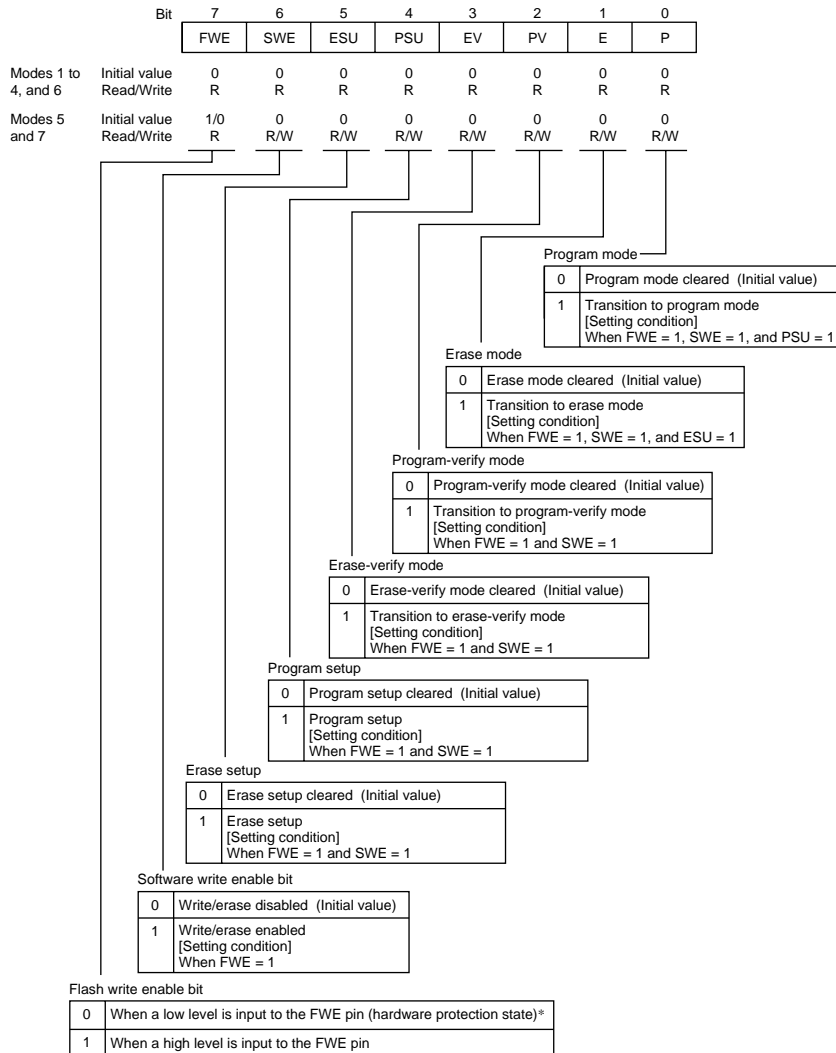 Bit 7 6 5 4 3 2 1 0
FWE SWE ESU PSU EV PV E P
Modes 1 to Initial value 0 0 0 0 0 0 0 0
4, and 6 Read/Write R R R R R R R R
Modes 5 Initial value 1/0 0 0 0 0 0 0 0
and 7 Read/Write R R/W R/W R/W R/W R/W R/W R/W
Program mode
0 Program mode cleared (Initial value)
1 Transition to program mode
[Setting condition]
When FWE = 1, SWE = 1, and PSU = 1
Erase mode
0 Erase mode cleared (Initial value)
1 Transition to erase mode
[Setting condition]
When FWE = 1, SWE = 1, and ESU = 1
Program-verify mode
0 Program-verify mode cleared (Initial value)
1 Transition to program-verify mode
[Setting condition]
When FWE = 1 and SWE = 1
Erase-verify mode
0 Erase-verify mode cleared (Initial value)
1 Transition to erase-verify mode
[Setting condition]
When FWE = 1 and SWE = 1
Program setup
0 Program setup cleared (Initial value)
1 Program setup
[Setting condition]
When FWE = 1 and SWE = 1
Erase setup
0 Erase setup cleared (Initial value)
1 Erase setup
[Setting condition]
When FWE = 1 and SWE = 1
Software write enable bit
0 Write/erase disabled (Initial value)
1 Write/erase enabled
[Setting condition]
When FWE = 1
Flash write enable bit
0 When a low level is input to the FWE pin (hardware protection state)*
1 When a high level is input to the FWE pin